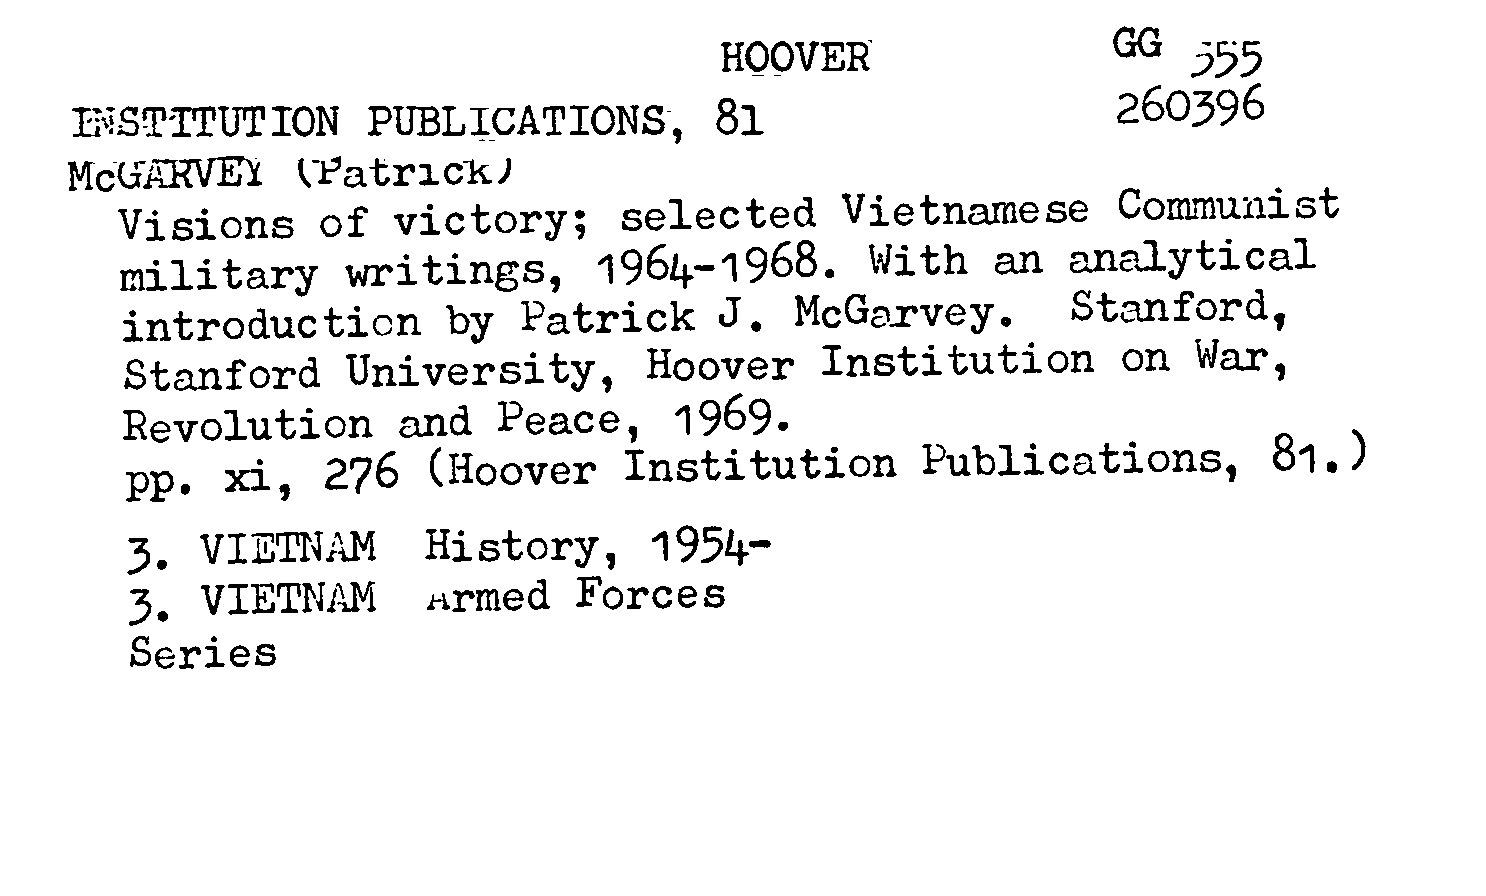 HOOVER GG 355
INSTITUTION PUBLICATIONS, 81 260396
McGARVEY (Patrick)
Visions of victory; selected Vietnamese Communist
military writings, 1964-1968. With an analytical
introduction by Patrick J. McGarvey. Stanford,
Stanford University, Hoover Institution on War,
Revolution and Peace, 1969.
pp. xi, 276 (Hoover Institution Publications, 81.)
3. VIETNAM History, 1954-
3. VIETNAM Armed Forces
Series